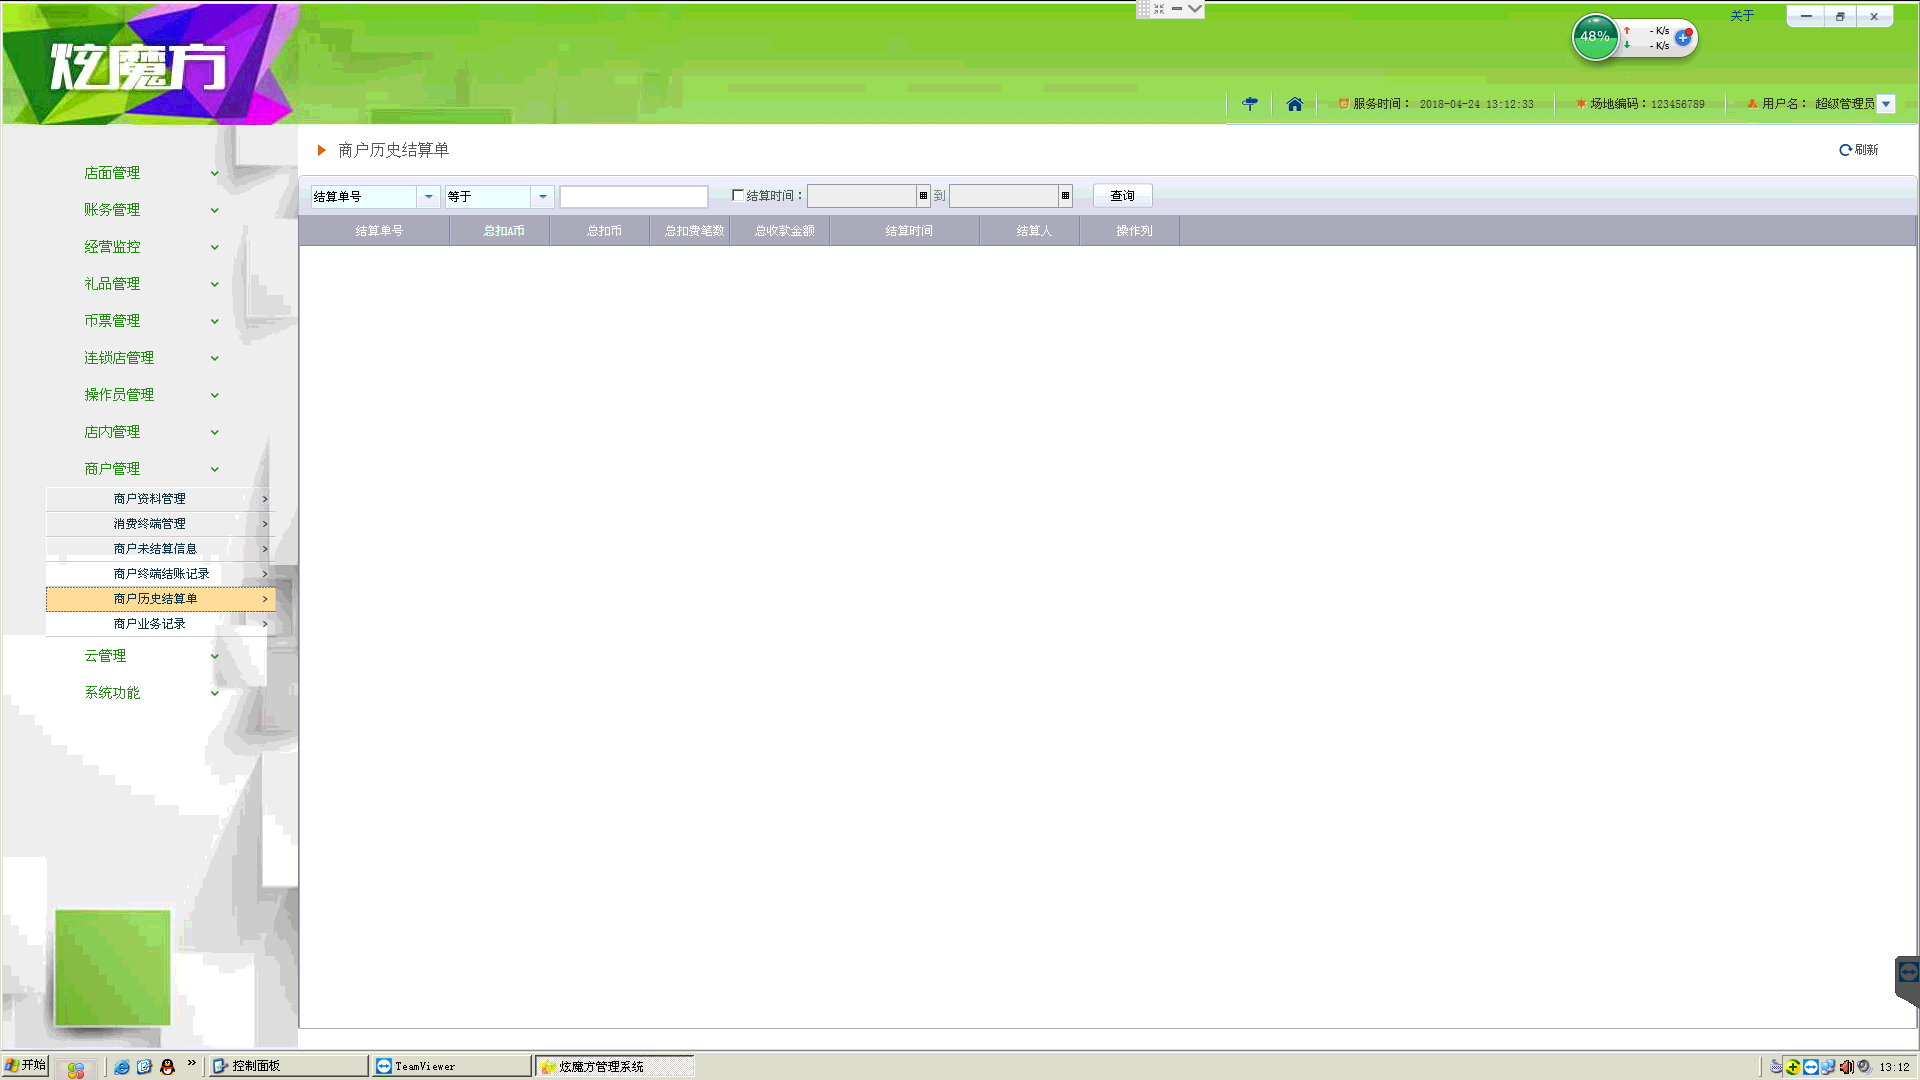 炫魔方
关于
48%
- K/s
- K/s
服务时间： 2018-04-24 13:12:33
场地编码：123456789
用户名： 超级管理员
商户历史结算单
刷新
结算单号
等于
结算时间：
到
查询
结算单号 总扣A币 总扣币 总扣费笔数 总收款金额 结算时间 结算人 操作列
店面管理
账务管理
经营监控
礼品管理
币票管理
连锁店管理
操作员管理
店内管理
商户管理
商户资料管理
消费终端管理
商户未结算信息
商户终端结账记录
商户历史结算单
商户业务记录
云管理
系统功能
开始
控制面板
TeamViewer
炫魔方管理系统
13:12